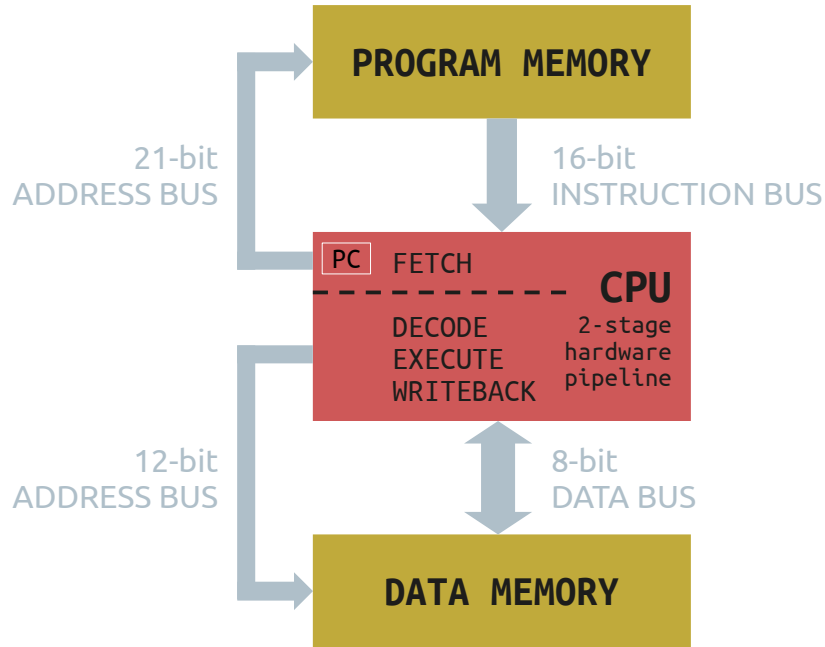 PROGRAM MEMORY
21-bit
ADDRESS BUS
16-bit
INSTRUCTION BUS
PC
FETCH
CPU
2-stage
hardware
pipeline
DECODE
EXECUTE
WRITEBACK
12-bit
ADDRESS BUS
8-bit
DATA BUS
DATA MEMORY